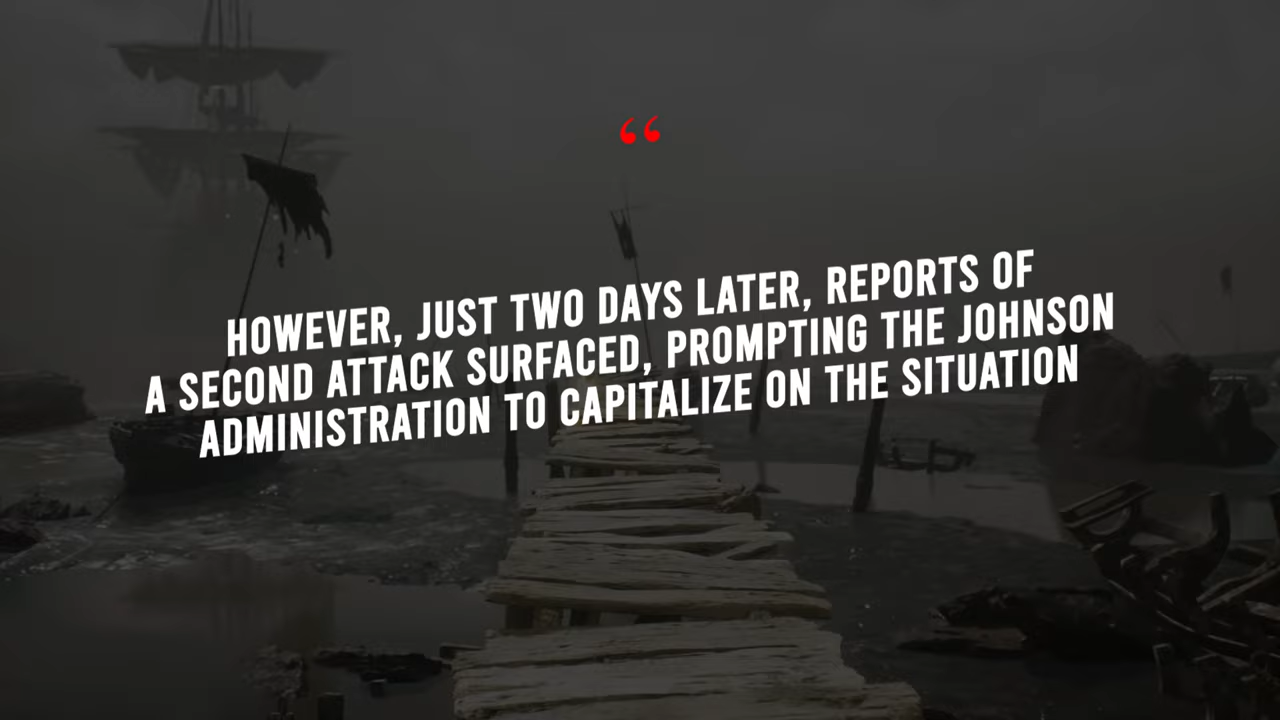 “
HOWEVER, JUST TWO DAYS LATER, REPORTS OF
A SECOND ATTACK SURFACED, PROMPTING THE JOHNSON
ADMINISTRATION TO CAPITALIZE ON THE SITUATION